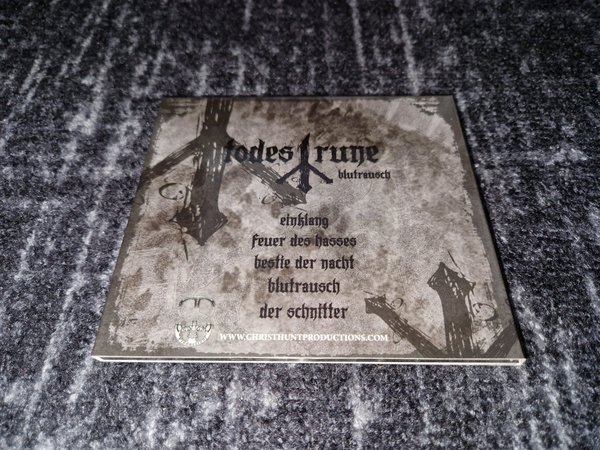 todes rune
blutrausch
einklang
feuer des hasses
bestie der nacht
blutrausch
der schnitter
WWW.CHRISTHUNTPRODUCTIONS.COM